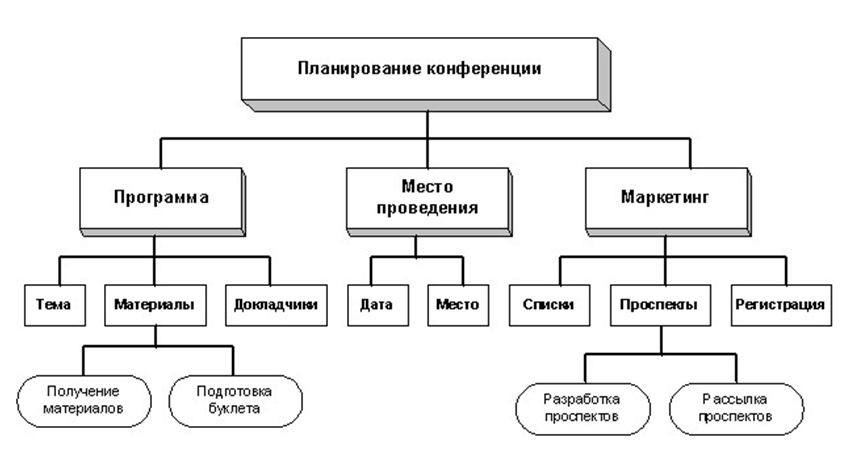 Планирование конференции
Программа
Место
проведения
Маркетинг
Тема
Материалы
Докладчики
Дата
Место
Списки
Проспекты
Регистрация
Получение
материалов
Подготовка
буклета
Разработка
проспектов
Рассылка
проспектов